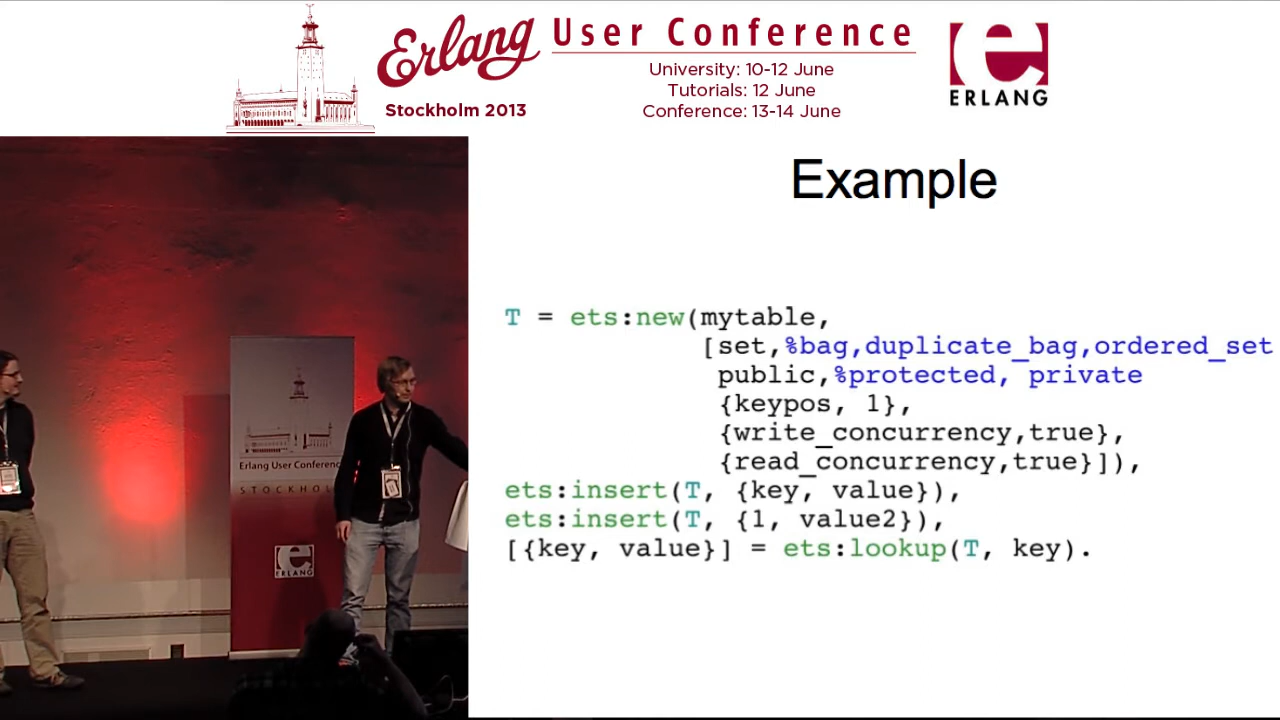 Erlang User Conference
Stockholm 2013
University: 10-12 June
Tutorials: 12 June
Conference: 13-14 June
e
ERLANG
Example
T = ets:new(mytable,
[set,%bag,duplicate_bag,ordered_set
public,%protected, private
{keypos, 1},
{write_concurrency,true},
{read_concurrency,true}]),
ets:insert(T, {key, value}),
ets:insert(T, {1, value2}),
[{key, value}] = ets:lookup(T, key).
Erlang User Conferenc
STOCKHOL
e
ERLANG